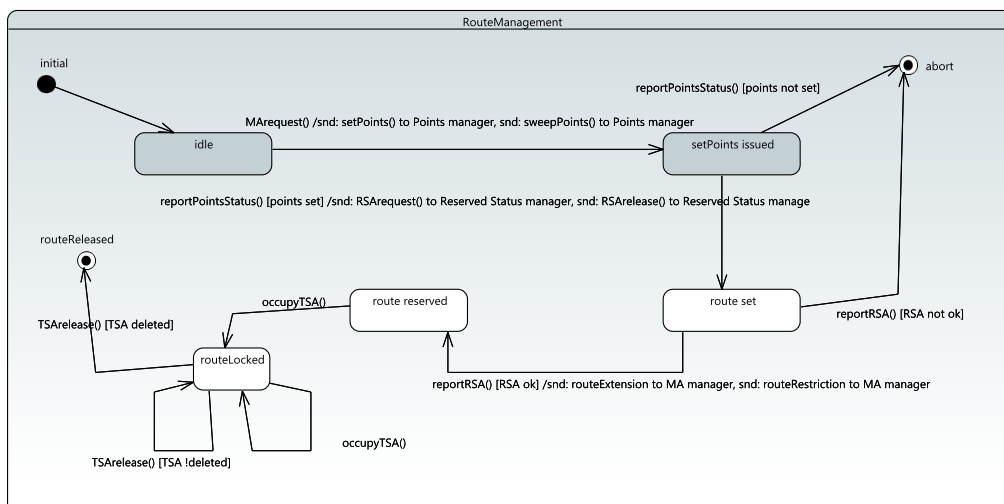 RouteManagement
initial
abort
reportPointsStatus() [points not set]
MArequest() /snd: setPoints() to Points manager, snd: sweepPoints() to Points manager
idle
setPoints issued
reportPointsStatus() [points set] /snd: RSArequest() to Reserved Status manager, snd: RSArelease() to Reserved Status manage
routeReleased
route reserved
route set
occupyTSA()
reportRSA() [RSA not ok]
TSArelease() [TSA deleted]
routeLocked
reportRSA() [RSA ok] /snd: routeExtension to MA manager, snd: routeRestriction to MA manager
occupyTSA()
TSArelease() [TSA !deleted]